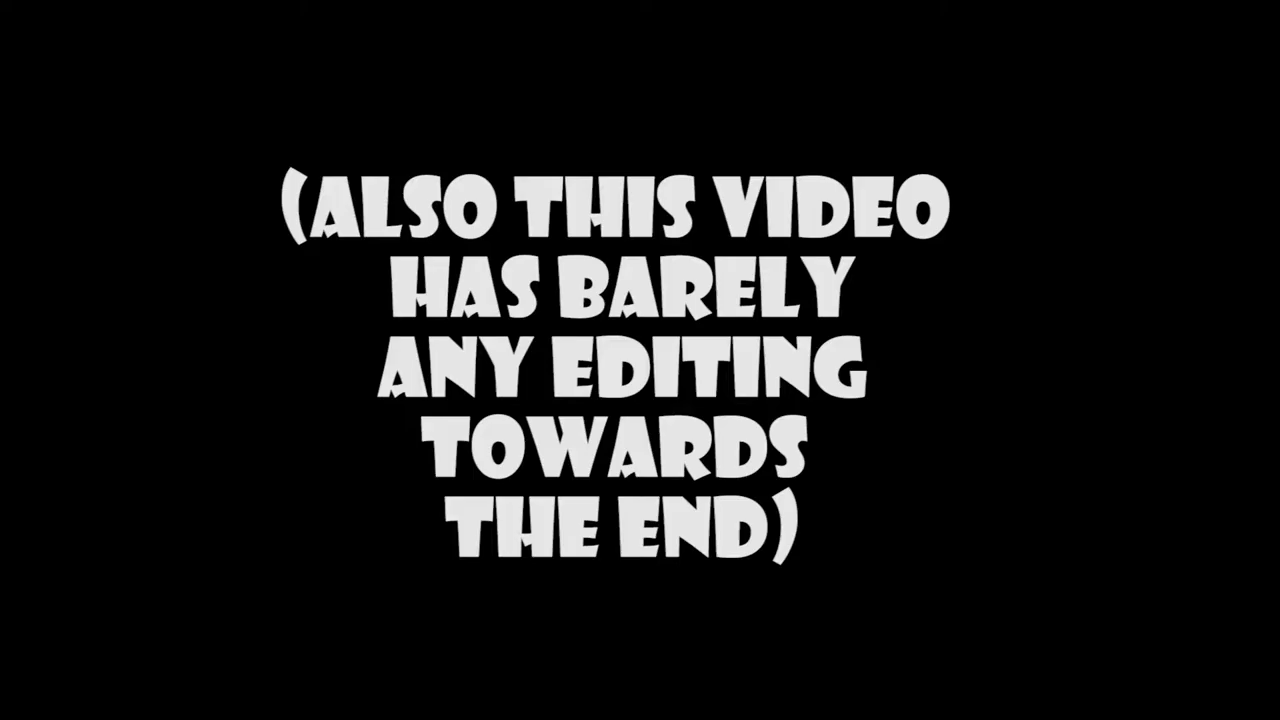 (ALSO THIS VIDEO
HAS BARELY
ANY EDITING
TOWARDS
THE END)